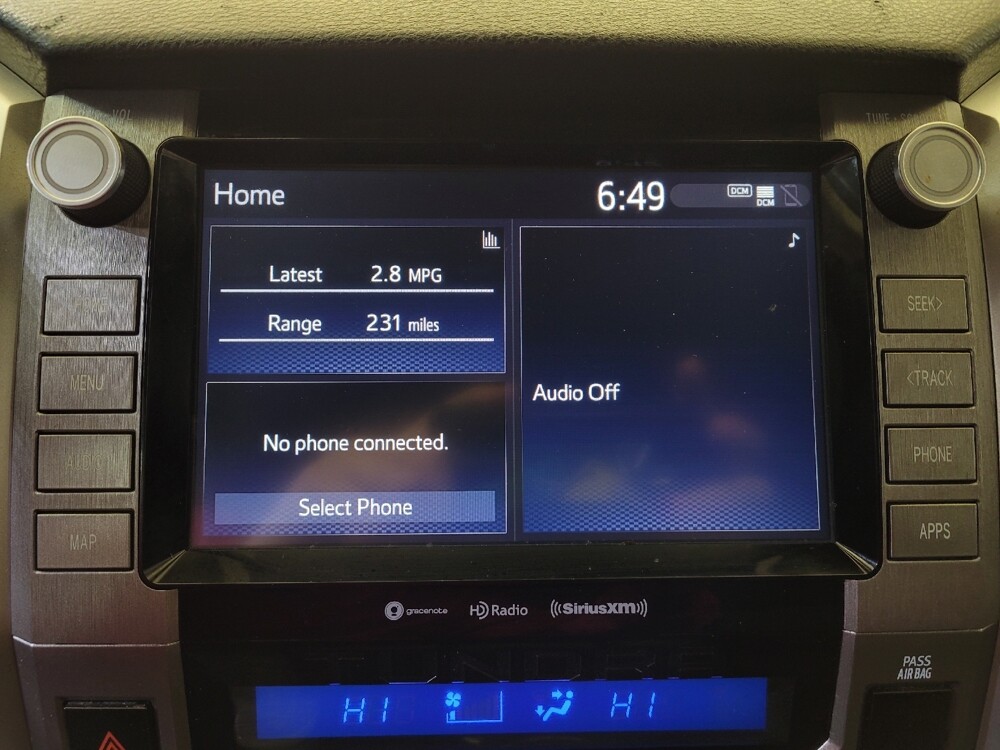 VOL
Home 6:49 DCM
DCM
Latest 2.8 MPG
Range 231 miles
Audio Off
No phone connected.
Select Phone
MENU
MAP
SEEK>
<TRACK
PHONE
APPS
gracenote HD Radio ((SiriusXM))
PASS
AIR BAG
HI HI